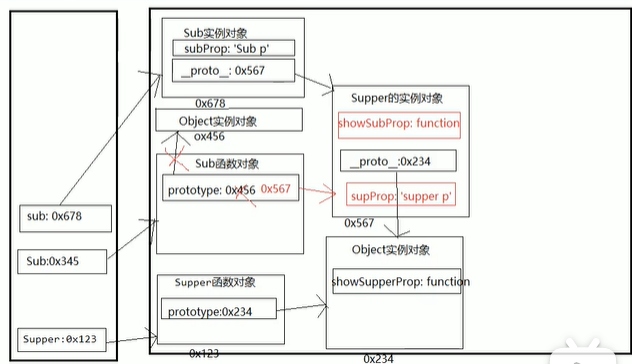 Sub实例对象
subProp: 'Sub p'
__proto__: 0x567
0x678
Object实例对象
ox456
Sub函数对象
prototype: 0x456 0x567
Supper的实例对象
showSubProp: function
__proto__:0x234
supProp: 'supper p'
0x567
sub: 0x678
Sub:0x345
Supper:0x123
Supper函数对象
prototype:0x234
0x123
Object实例对象
showSupperProp: function
0x234